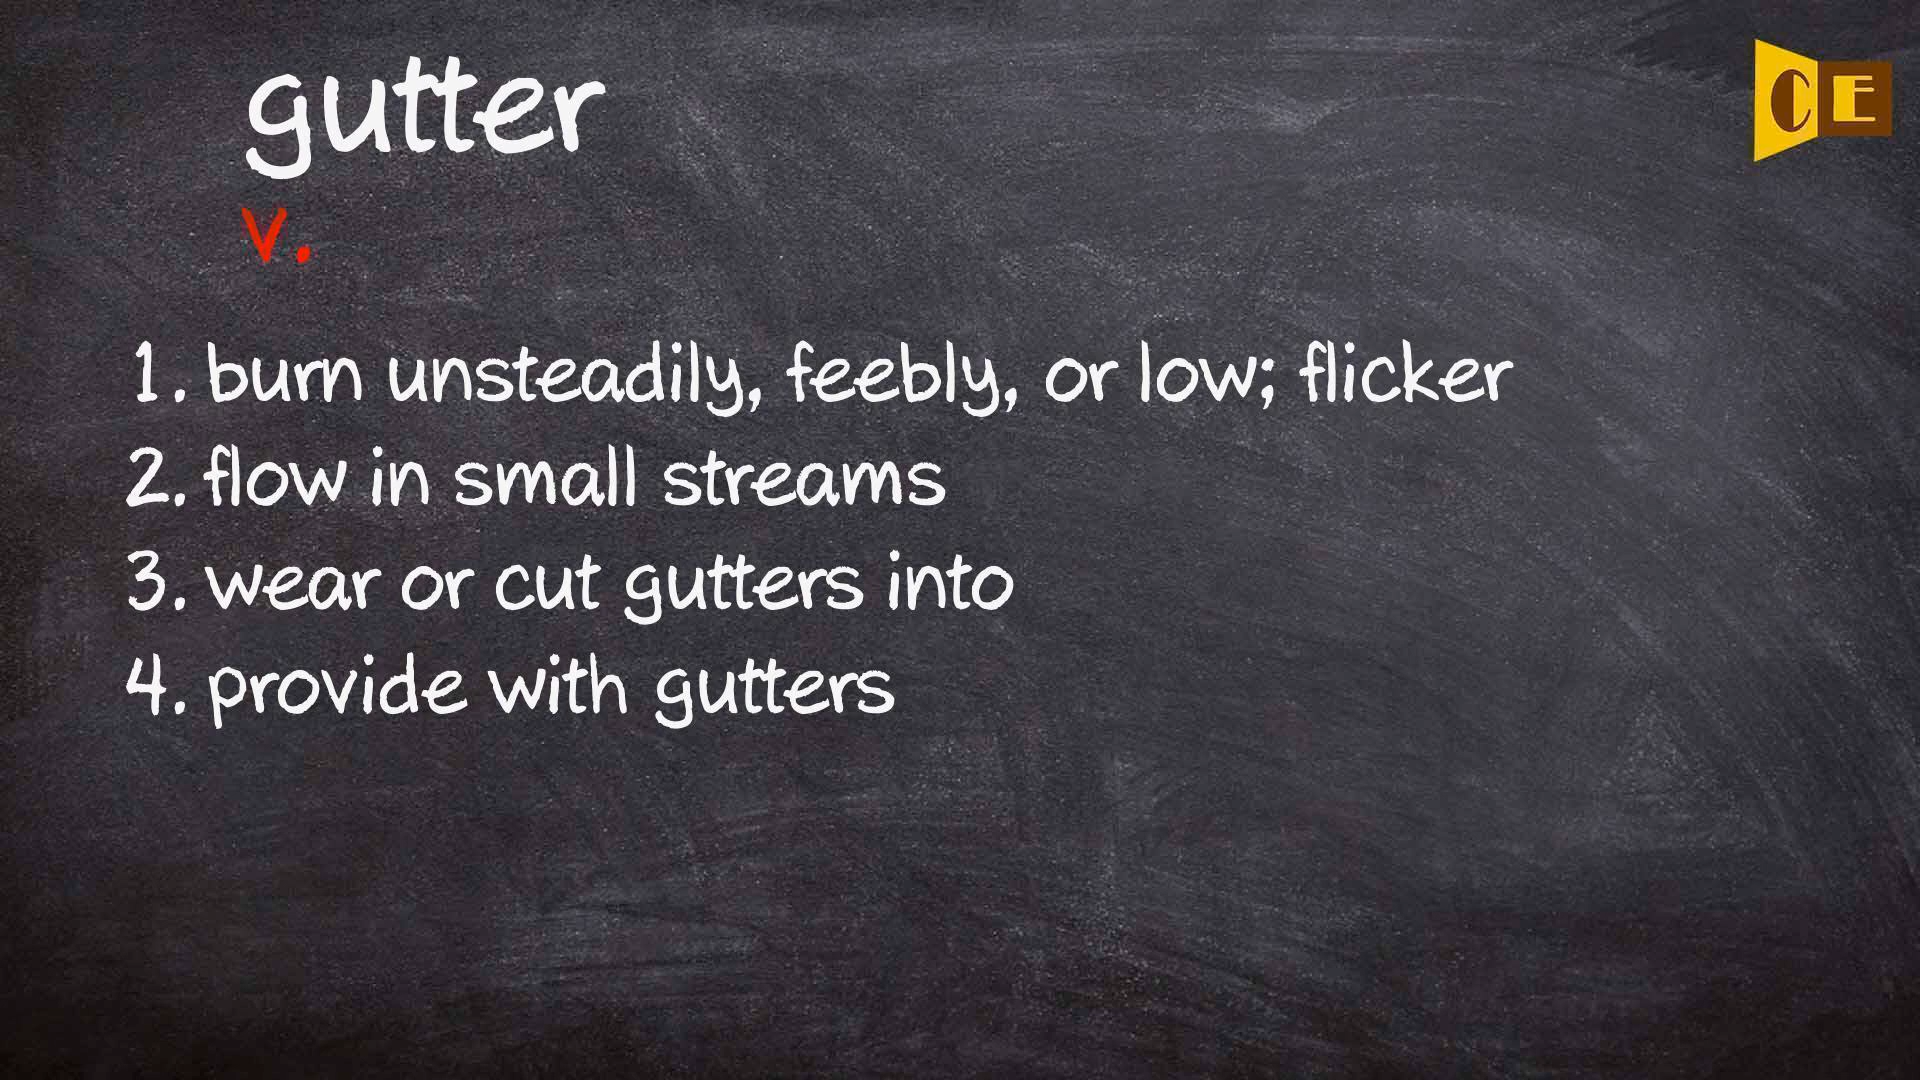 gutter
v.
1. burn unsteadily, feebly, or low; flicker
2. flow in small streams
3. wear or cut gutters into
4. provide with gutters
CE